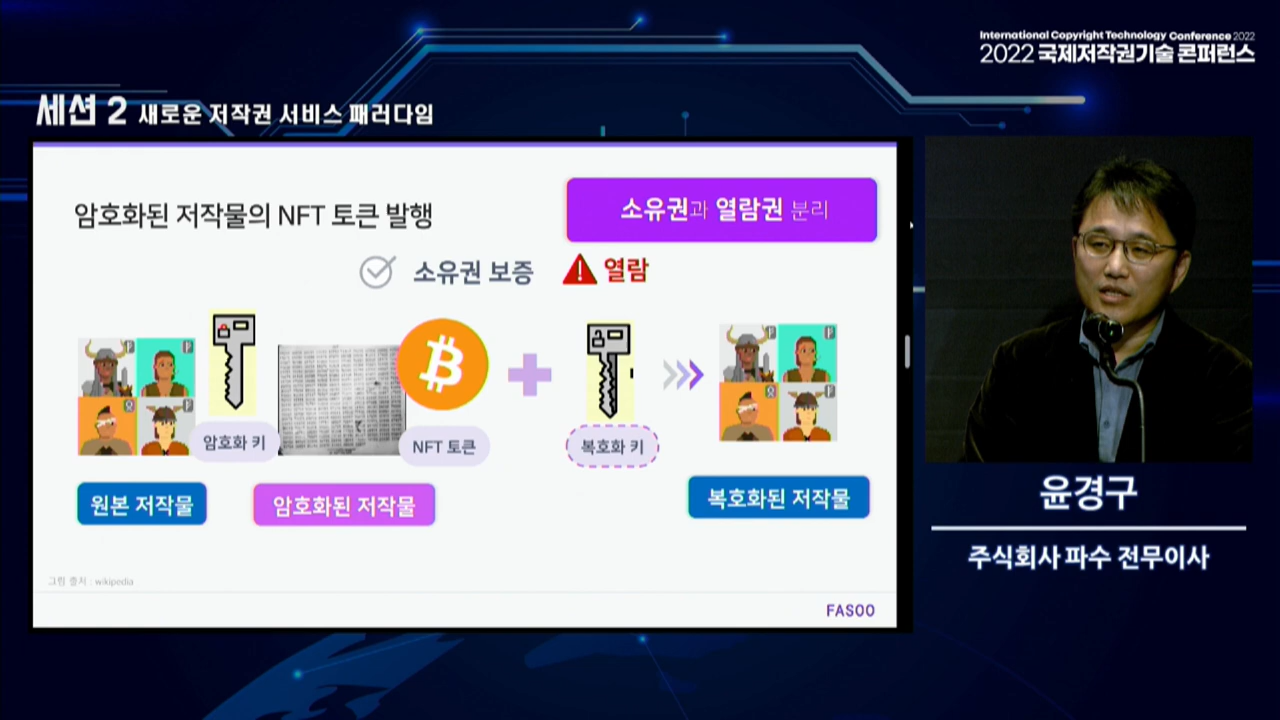 International Copyright Technology Conference 2022
2022 국제저작권기술 콘퍼런스
세션 2 새로운 저작권 서비스 패러다임
암호화된 저작물의 NFT 토큰 발행
소유권과 열람권 분리
소유권 보증
열람
암호화 키
NFT 토큰
복호화 키
원본 저작물
암호화된 저작물
복호화된 저작물
그림 출처 : wikipedia
FASOO
윤경구
주식회사 파수 전무이사